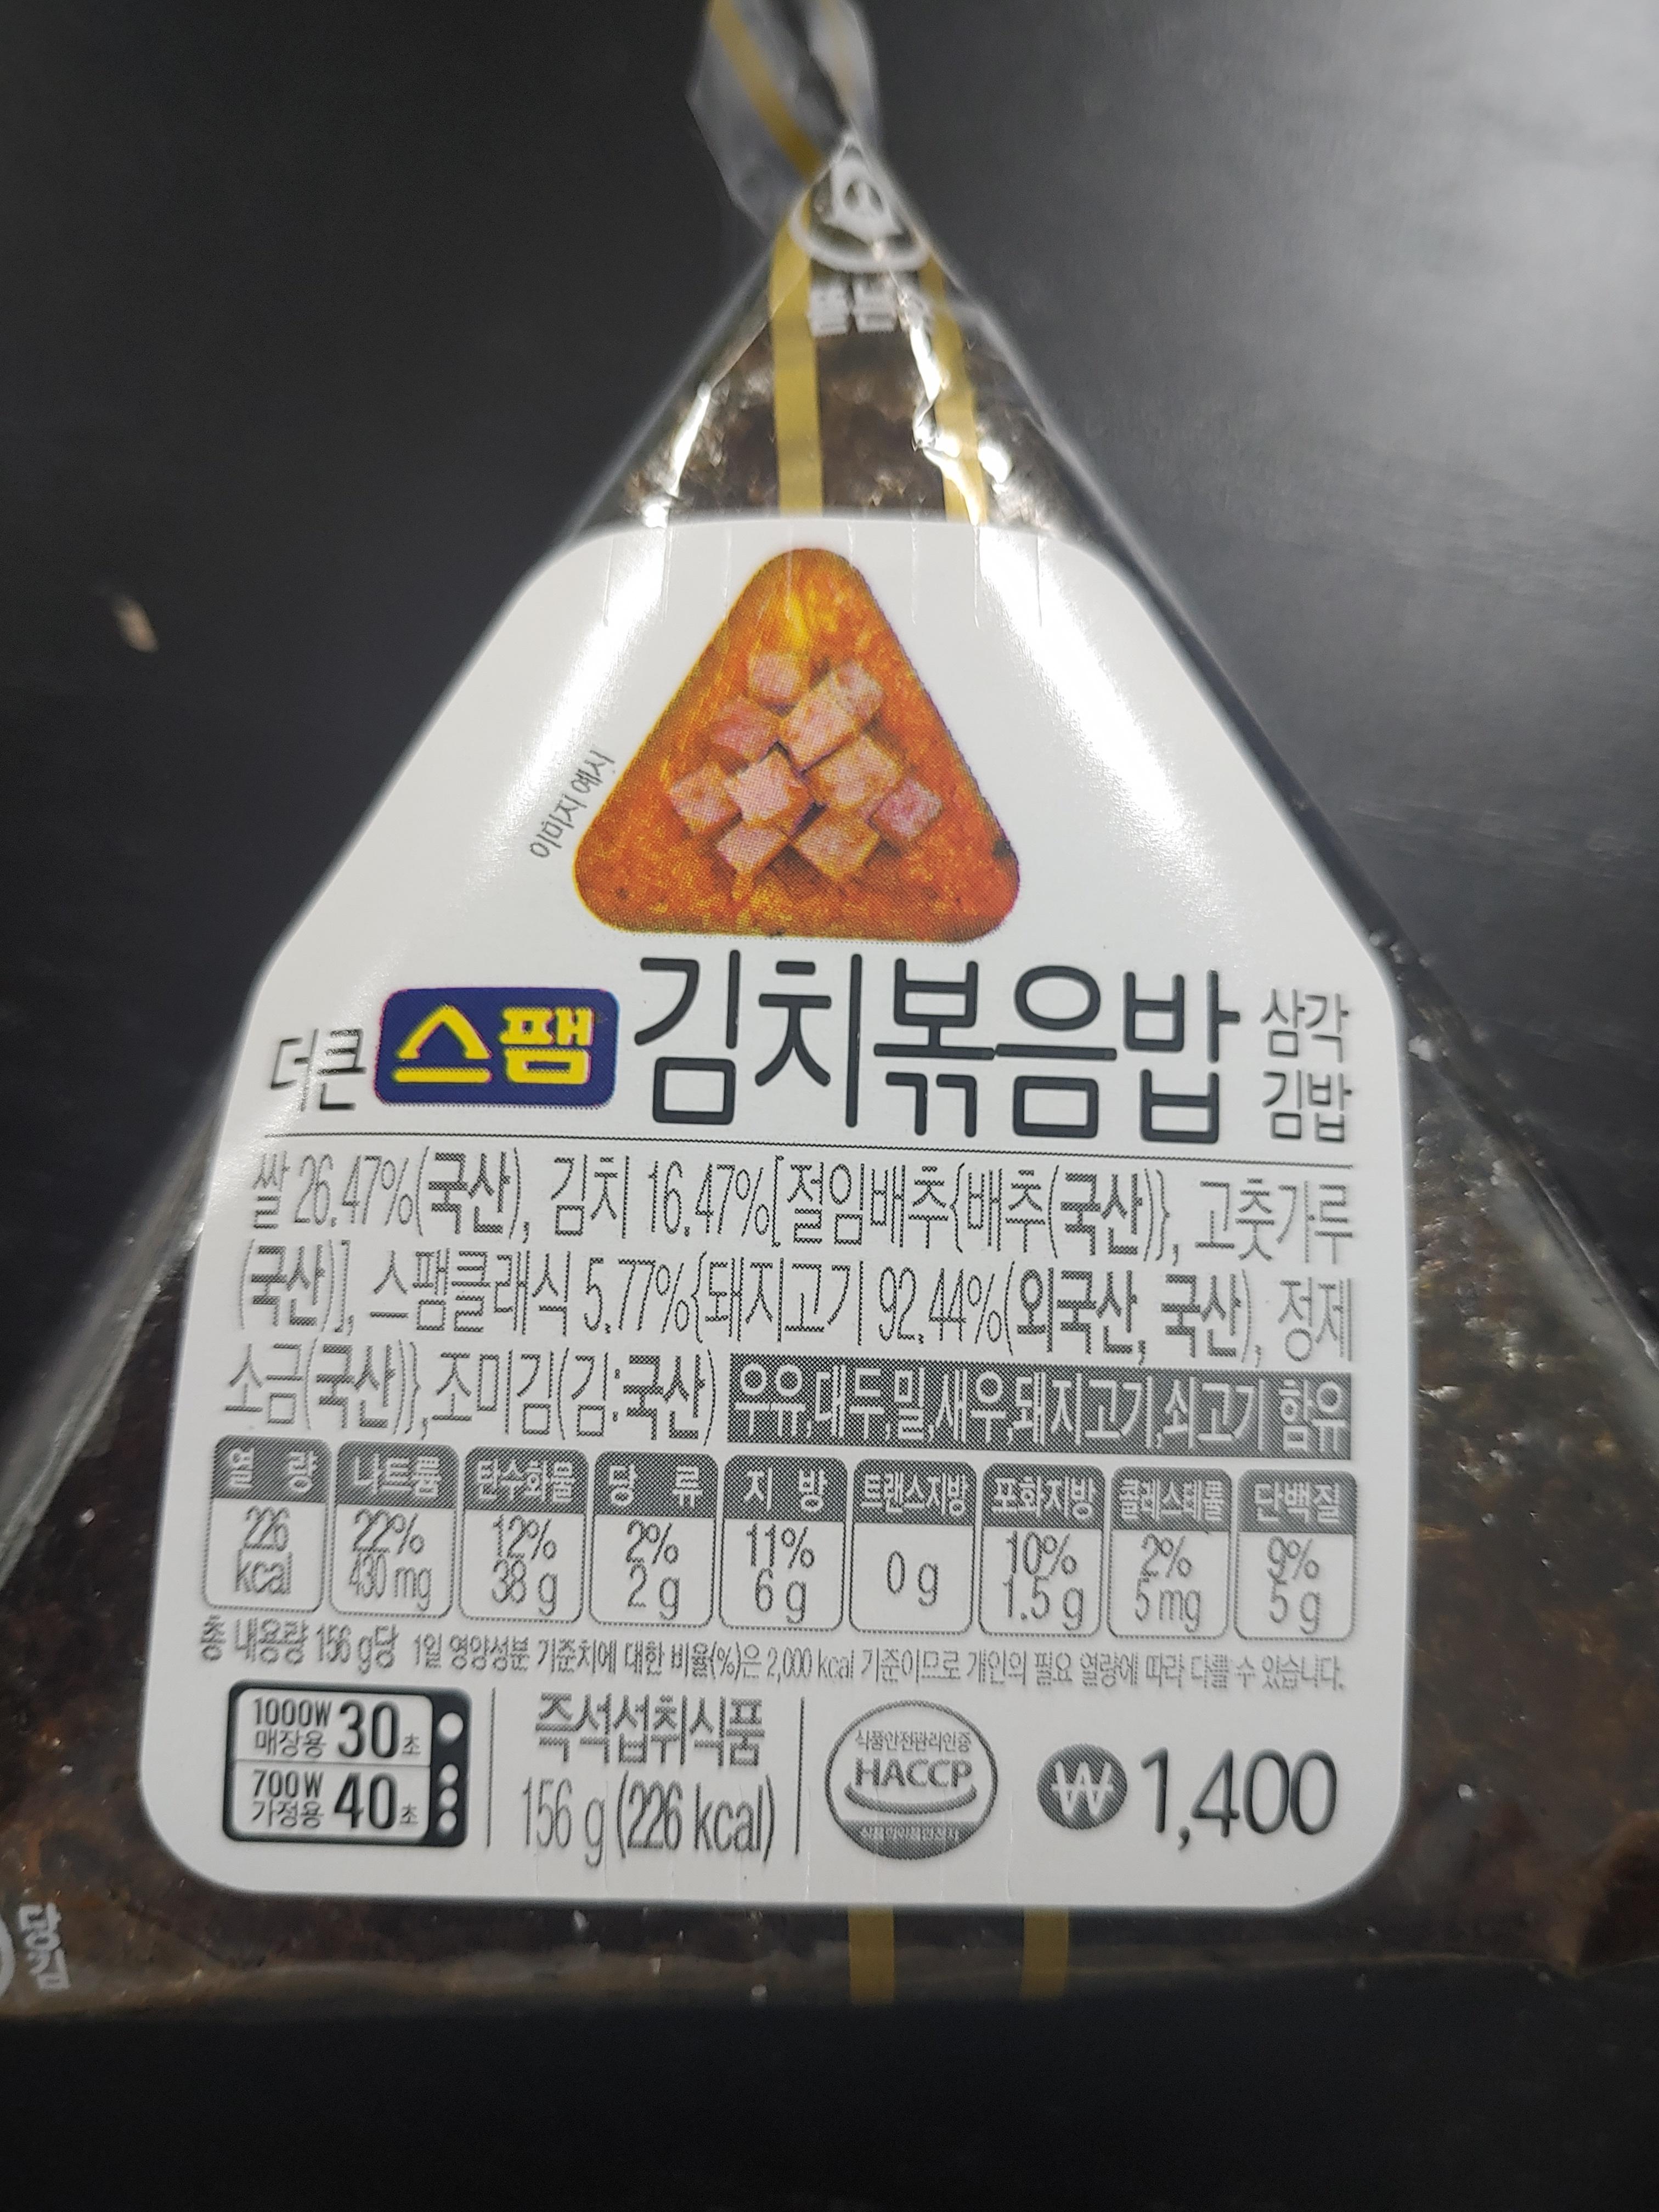 이미지 예시
더큰 스팸 김치볶음밥 삼각
김밥
쌀 26.47%(국산), 김치 16.47%[절임배추{배추(국산)}, 고춧가루
(국산)], 스팸클래식 5.77%{돼지고기 92.44%(외국산, 국산), 정제
소금(국산)},조미김(김:국산) 우유,대두,밀,새우,돼지고기,쇠고기 함유
열 량 나트륨 탄수화물 당 류 지 방 트랜스지방 포화지방 콜레스테롤 단백질
226 22% 12% 2% 11% 0 g 10% 2% 9%
kcal 430 mg 38 g 2 g 6 g 1.5 g 5 mg 5 g
총 내용량 156 g당 1일 영양성분 기준치에 대한 비율(%)은 2,000 kcal 기준이므로 개인의 필요 열량에 따라 다를 수 있습니다.
1000W
매장용 30초
700W
가정용 40초
즉석섭취식품
156 g (226 kcal)
식품안전관리인증
HACCP
식품의약품안전처
₩1,400